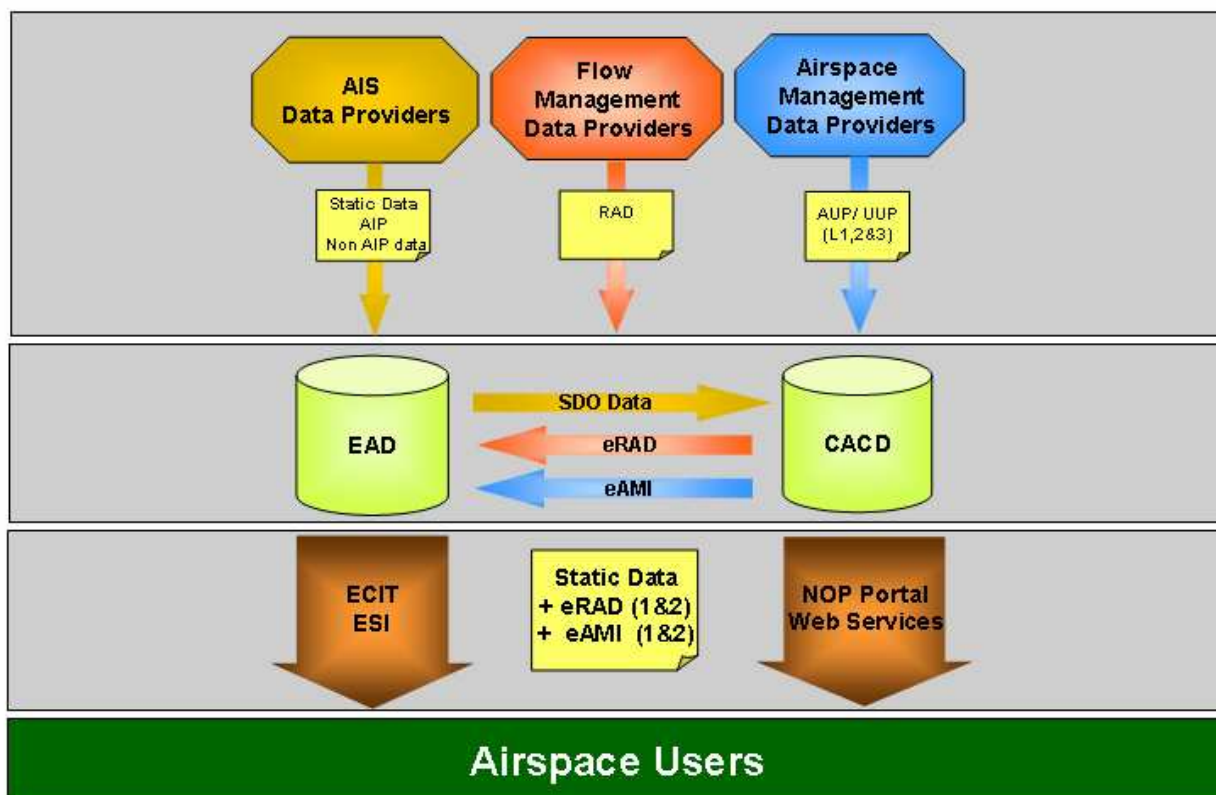 AIS
Data Providers
Flow
Management
Data Providers
Airspace
Management
Data Providers
Static Data
AIP
Non AIP data
RAD
AUP/ UUP
(L1,2&3)
EAD
SDO Data
eRAD
eAMI
CACD
ECIT
ESI
Static Data
+ eRAD (1&2)
+ eAMI (1&2)
NOP Portal
Web Services
Airspace Users